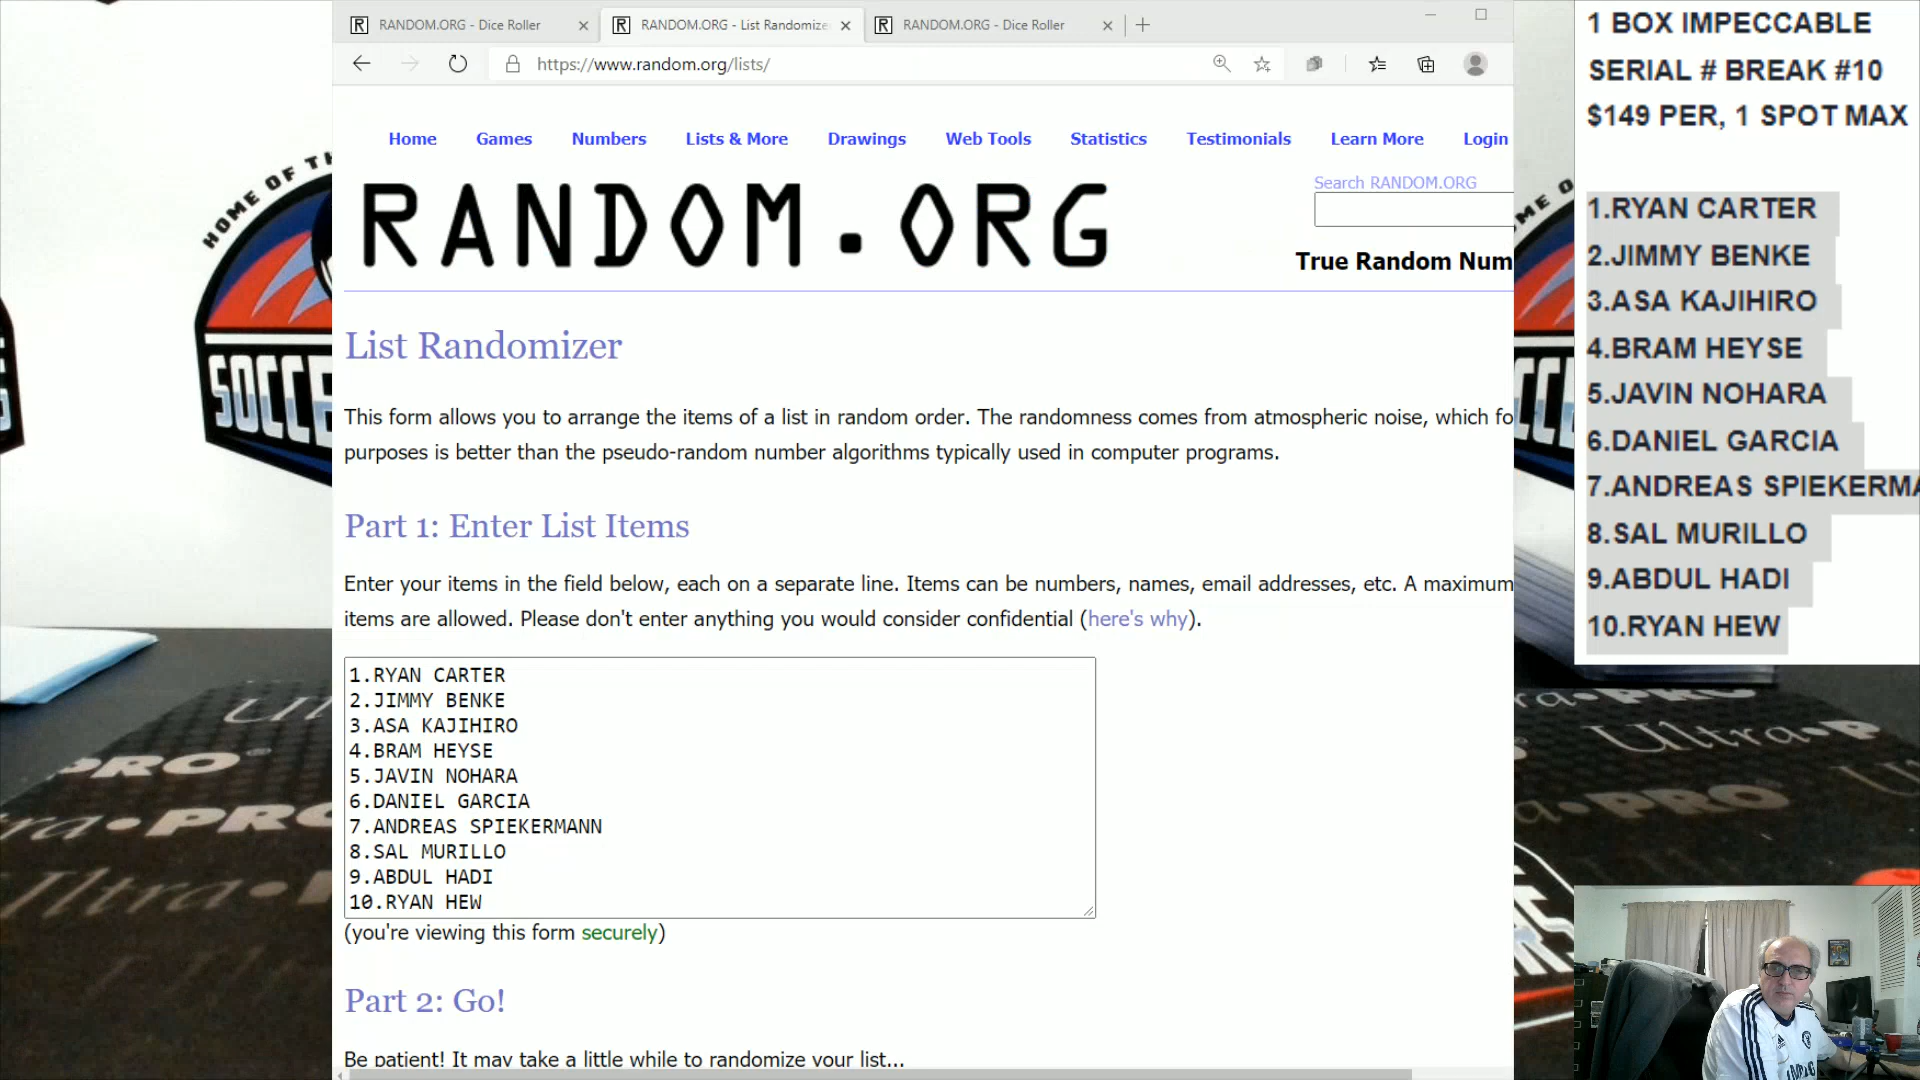 RANDOM.ORG - Dice Roller
RANDOM.ORG - List Randomize
RANDOM.ORG - Dice Roller
https://www.random.org/lists/
Home
Games
Numbers
Lists & More
Drawings
Web Tools
Statistics
Testimonials
Learn More
Login
RANDOM.ORG
Search RANDOM.ORG
True Random Num
List Randomizer
This form allows you to arrange the items of a list in random order. The randomness comes from atmospheric noise, which fo
purposes is better than the pseudo-random number algorithms typically used in computer programs.
Part 1: Enter List Items
Enter your items in the field below, each on a separate line. Items can be numbers, names, email addresses, etc. A maximum
items are allowed. Please don't enter anything you would consider confidential (here's why).
1.RYAN CARTER
2.JIMMY BENKE
3.ASA KAJIHIRO
4.BRAM HEYSE
5.JAVIN NOHARA
6.DANIEL GARCIA
7.ANDREAS SPIEKERMANN
8.SAL MURILLO
9.ABDUL HADI
10.RYAN HEW
(you're viewing this form securely)
Part 2: Go!
Be patient! It may take a little while to randomize your list...
1 BOX IMPECCABLE
SERIAL # BREAK #10
$149 PER, 1 SPOT MAX
1.RYAN CARTER
2.JIMMY BENKE
3.ASA KAJIHIRO
4.BRAM HEYSE
5.JAVIN NOHARA
6.DANIEL GARCIA
7.ANDREAS SPIEKERMA
8.SAL MURILLO
9.ABDUL HADI
10.RYAN HEW
HOME OF TH
SOCCE
PRO
Ultra PRO
Ultra PRO
Ultra P
PRO